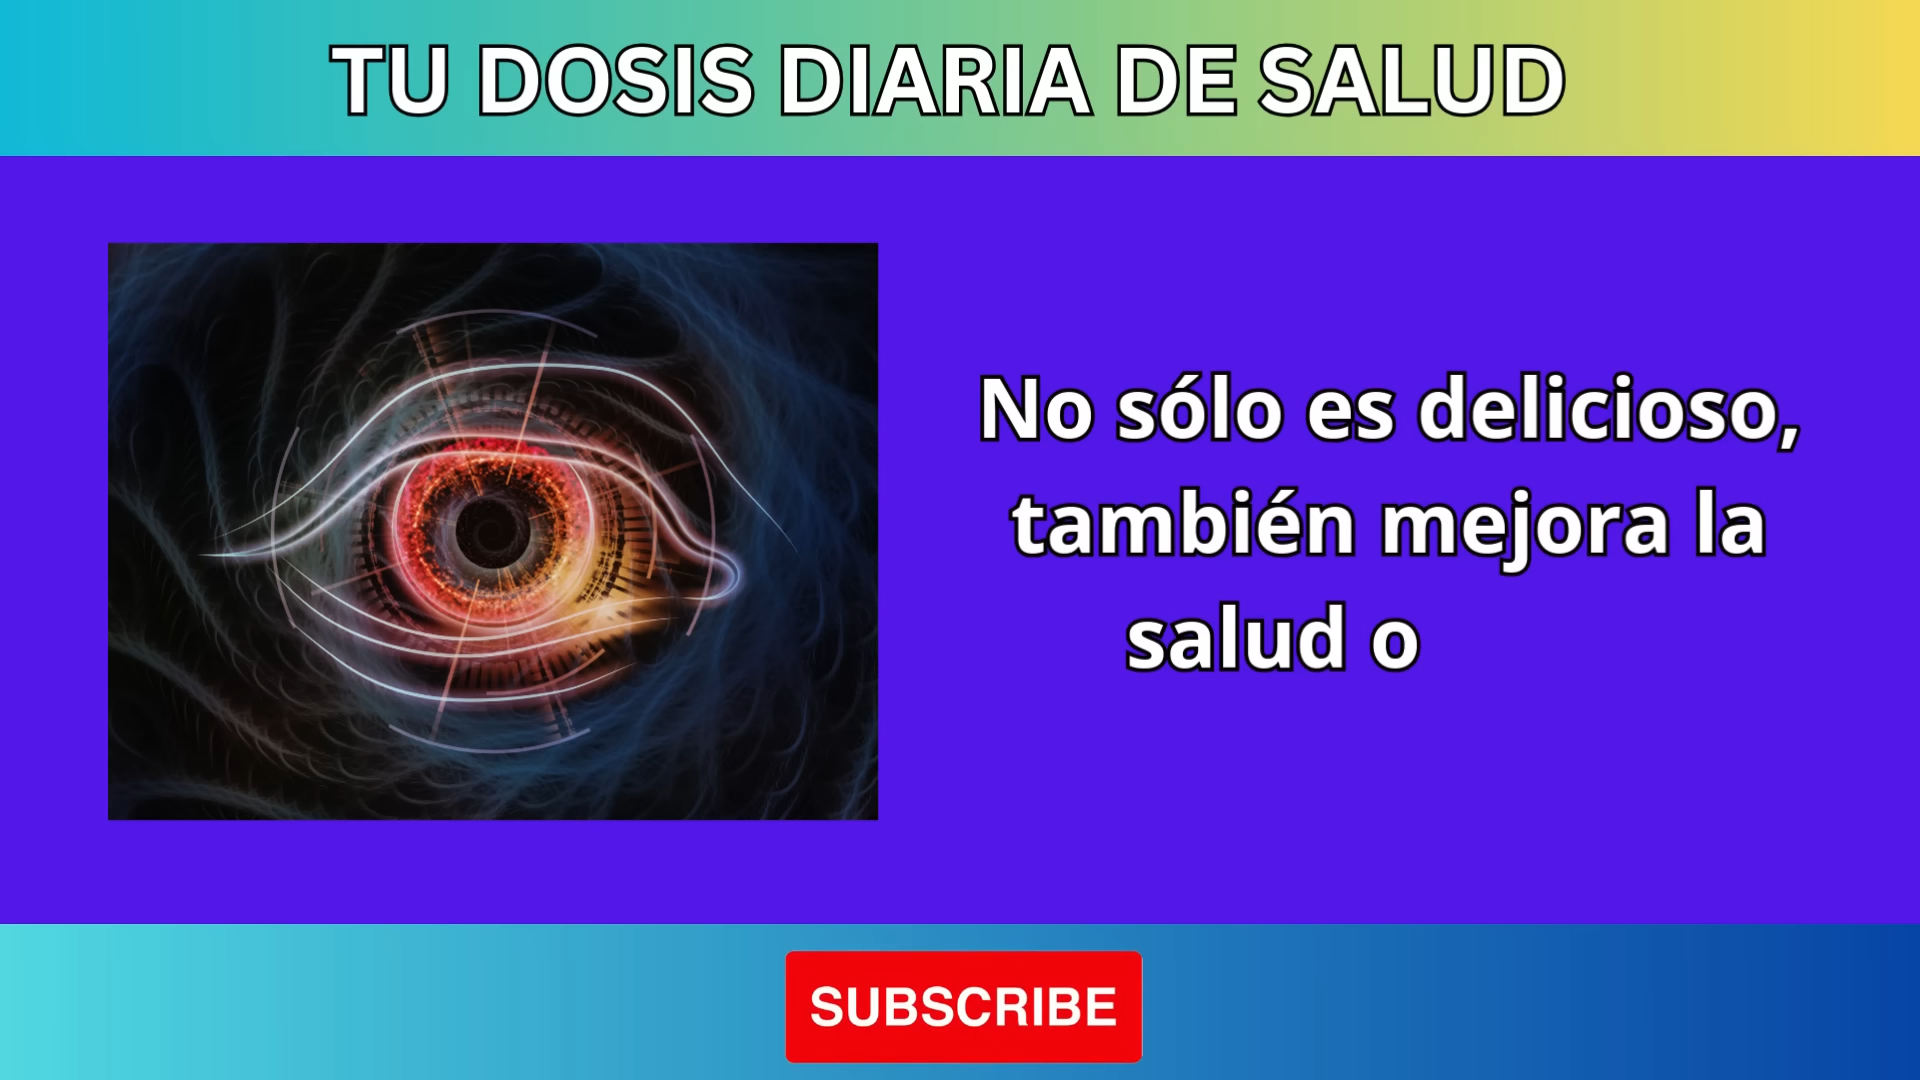 TU DOSIS DIARIA DE SALUD
No sólo es delicioso,
también mejora la
salud o
SUBSCRIBE